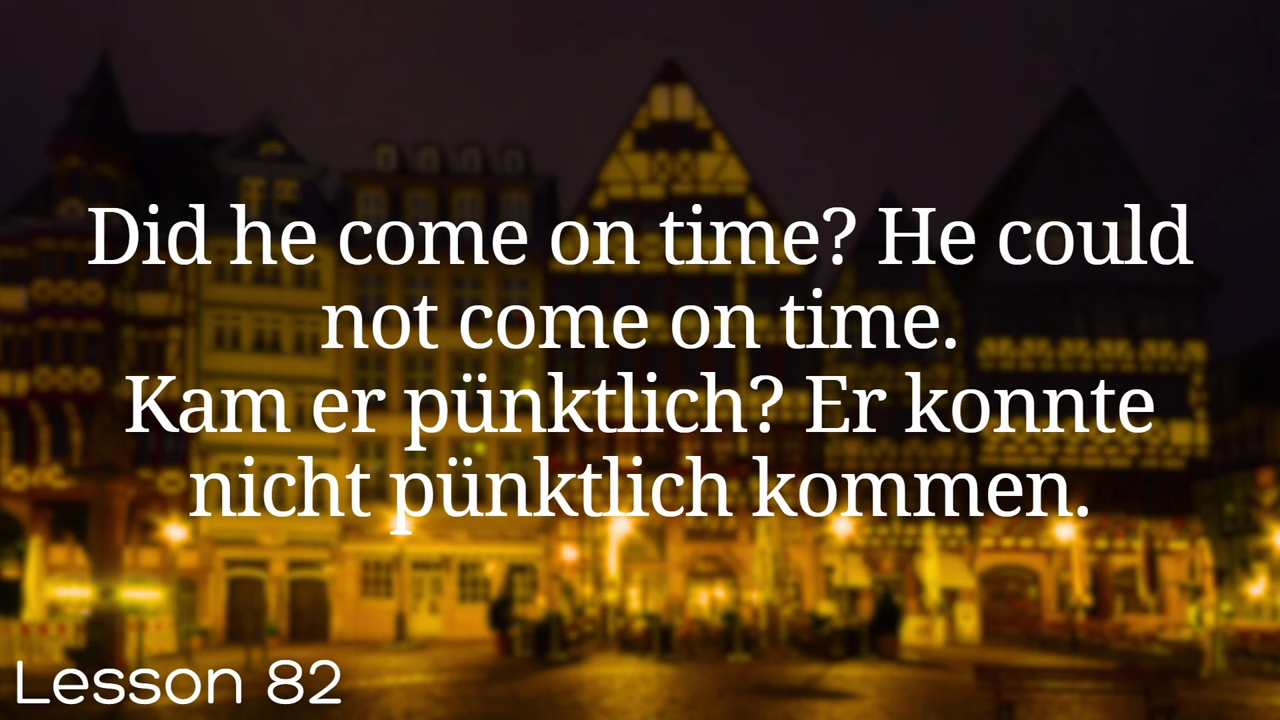 Did he come on time? He could
not come on time.
Kam er pünktlich? Er konnte
nicht pünktlich kommen.
Lesson 82